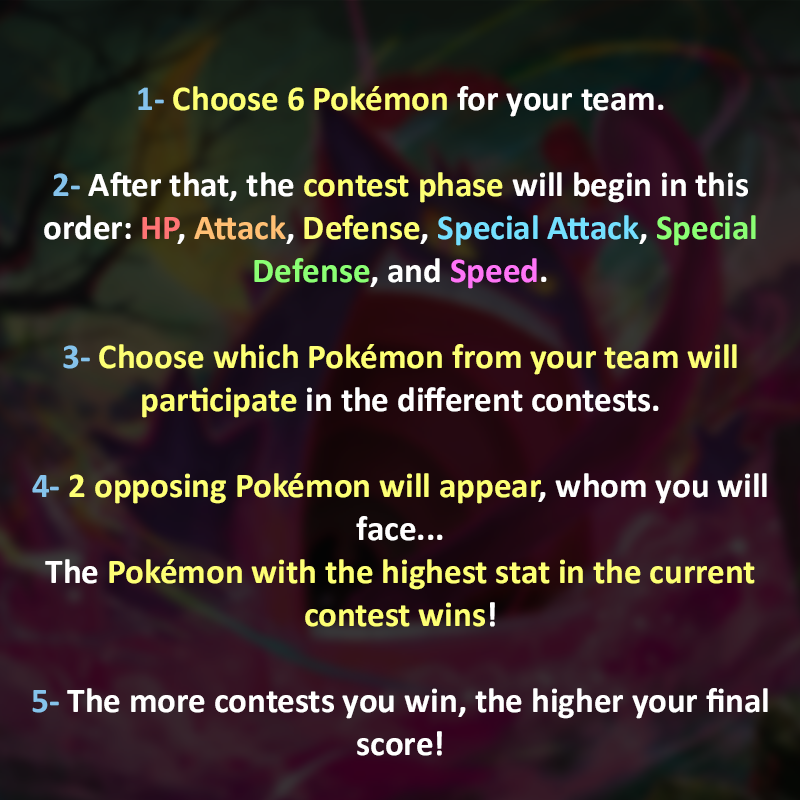 1- Choose 6 Pokémon for your team.
2- After that, the contest phase will begin in this
order: HP, Attack, Defense, Special Attack, Special
Defense, and Speed.
3- Choose which Pokémon from your team will
participate in the different contests.
4- 2 opposing Pokémon will appear, whom you will
face...
The Pokémon with the highest stat in the current
contest wins!
5- The more contests you win, the higher your final
score!